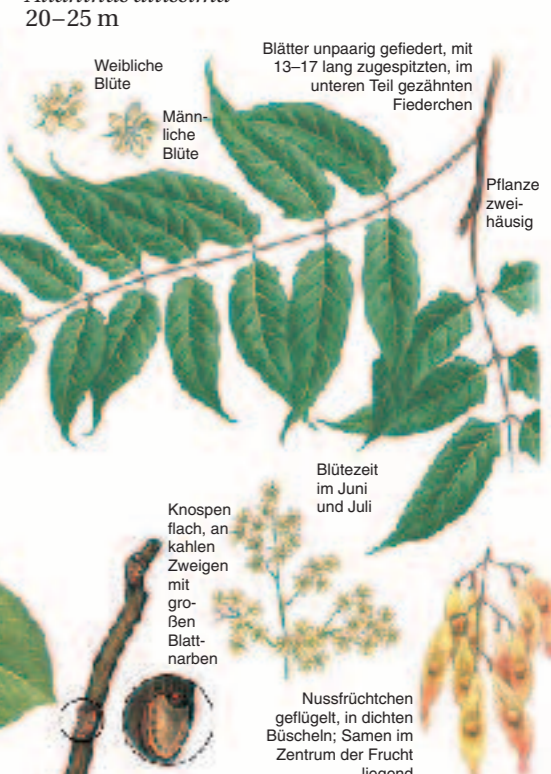 Ailanthus altissima
20–25 m
Weibliche
Blüte
Männ-
liche
Blüte
Blätter unpaarig gefiedert, mit
13–17 lang zugespitzten, im
unteren Teil gezähnten
Fiederchen
Pflanze
zwei-
häusig
Blütezeit
im Juni
und Juli
Knospen
flach, an
kahlen
Zweigen
mit
gro-
ßen
Blatt-
narben
Nussfrüchtchen
geflügelt, in dichten
Büscheln; Samen im
Zentrum der Frucht
liegend